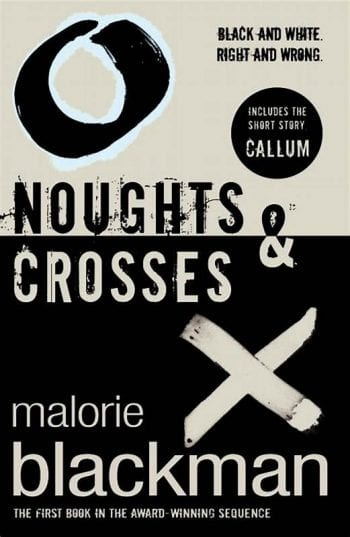 BLACK AND WHITE.
RIGHT AND WRONG.
INCLUDES THE
SHORT STORY
CALLUM
NOUGHTS
&
CROSSES
malorie
blackman
THE FIRST BOOK IN THE AWARD-WINNING SEQUENCE